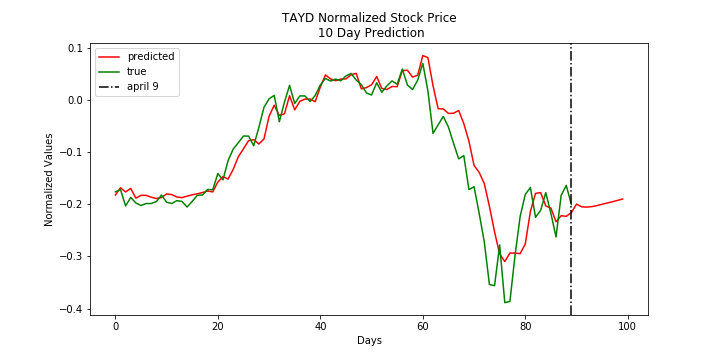 TAYD Normalized Stock Price
10 Day Prediction
predicted
true
april 9
Normalized Values
0.1
0.0
−0.1
−0.2
−0.3
−0.4
0 20 40 60 80 100
Days